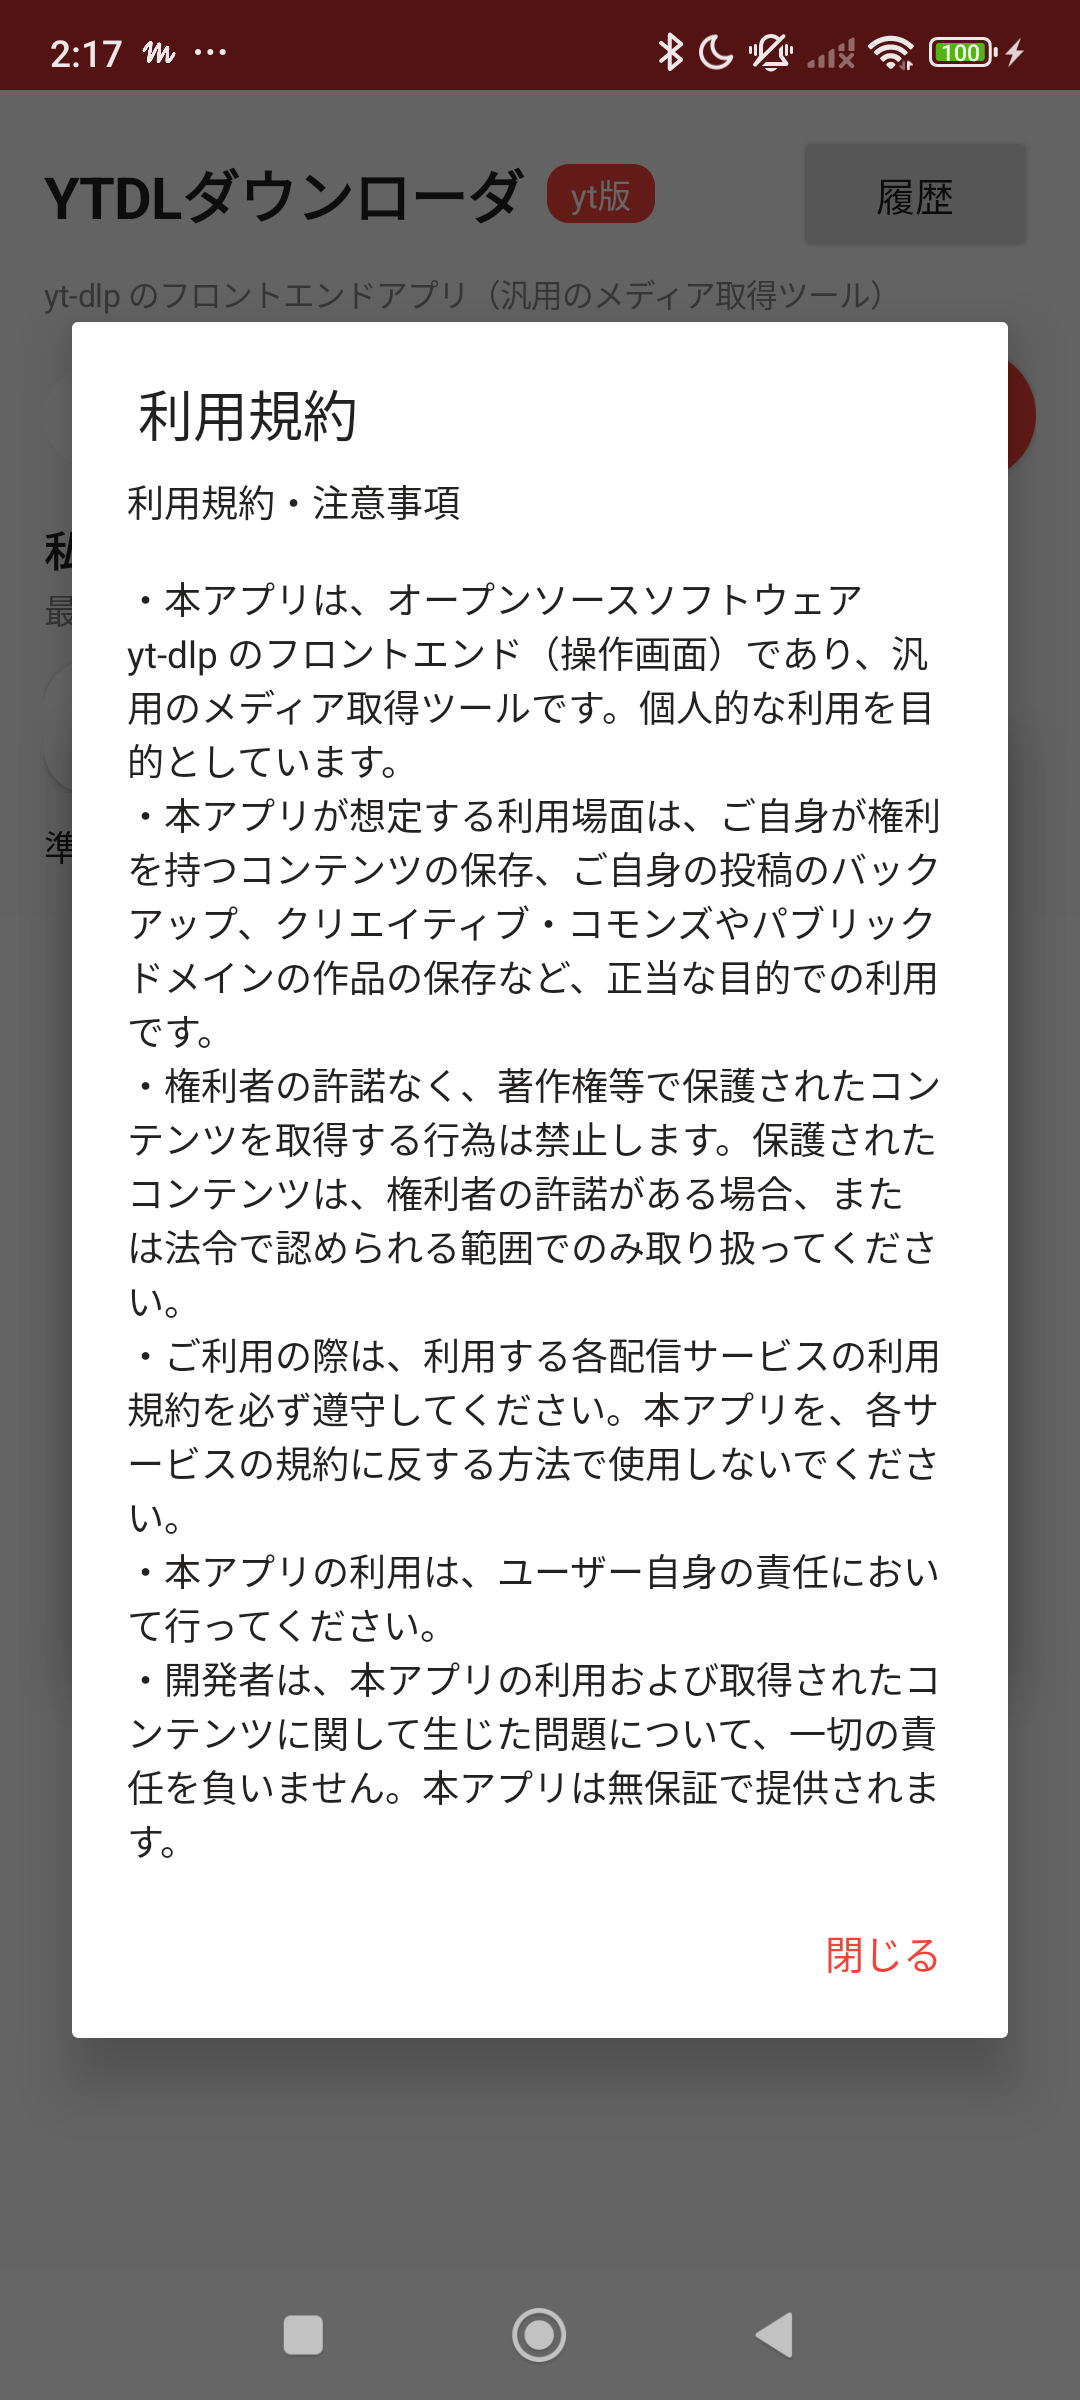 2:17
100
YTDLダウンローダ yt版 履歴
yt-dlp のフロントエンドアプリ（汎用のメディア取得ツール）
利用規約
利用規約・注意事項
・本アプリは、オープンソースソフトウェア
yt-dlp のフロントエンド（操作画面）であり、汎
用のメディア取得ツールです。個人的な利用を目
的としています。
・本アプリが想定する利用場面は、ご自身が権利
を持つコンテンツの保存、ご自身の投稿のバック
アップ、クリエイティブ・コモンズやパブリック
ドメインの作品の保存など、正当な目的での利用
です。
・権利者の許諾なく、著作権等で保護されたコン
テンツを取得する行為は禁止します。保護された
コンテンツは、権利者の許諾がある場合、また
は法令で認められる範囲でのみ取り扱ってくださ
い。
・ご利用の際は、利用する各配信サービスの利用
規約を必ず遵守してください。本アプリを、各サ
ービスの規約に反する方法で使用しないでくださ
い。
・本アプリの利用は、ユーザー自身の責任におい
て行ってください。
・開発者は、本アプリの利用および取得されたコ
ンテンツに関して生じた問題について、一切の責
任を負いません。本アプリは無保証で提供されま
す。
閉じる